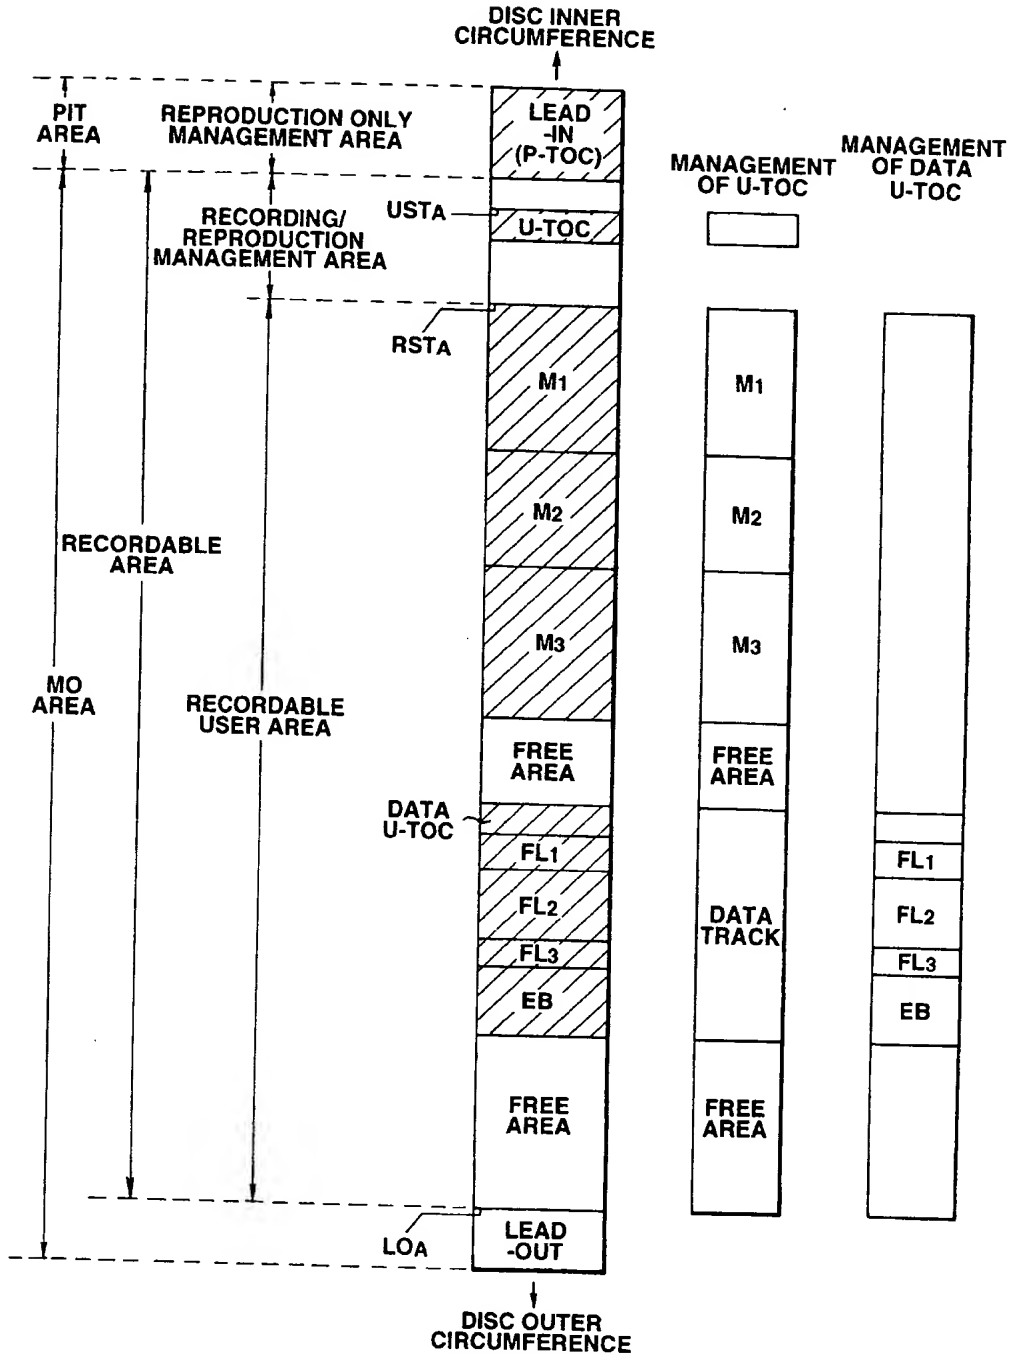 DISC INNER
CIRCUMFERENCE
PIT
AREA
REPRODUCTION ONLY
MANAGEMENT AREA
LEAD
-IN
(P-TOC)
MANAGEMENT
OF U-TOC
MANAGEMENT
OF DATA
U-TOC
RECORDING/
REPRODUCTION
MANAGEMENT AREA
USTA
U-TOC
RSTA
M1
M1
M2
M2
RECORDABLE
AREA
M3
M3
MO
AREA
RECORDABLE
USER AREA
FREE
AREA
FREE
AREA
DATA
U-TOC
FL1
FL1
FL2
DATA
TRACK
FL2
FL3
FL3
EB
EB
FREE
AREA
FREE
AREA
LOA
LEAD
-OUT
DISC OUTER
CIRCUMFERENCE